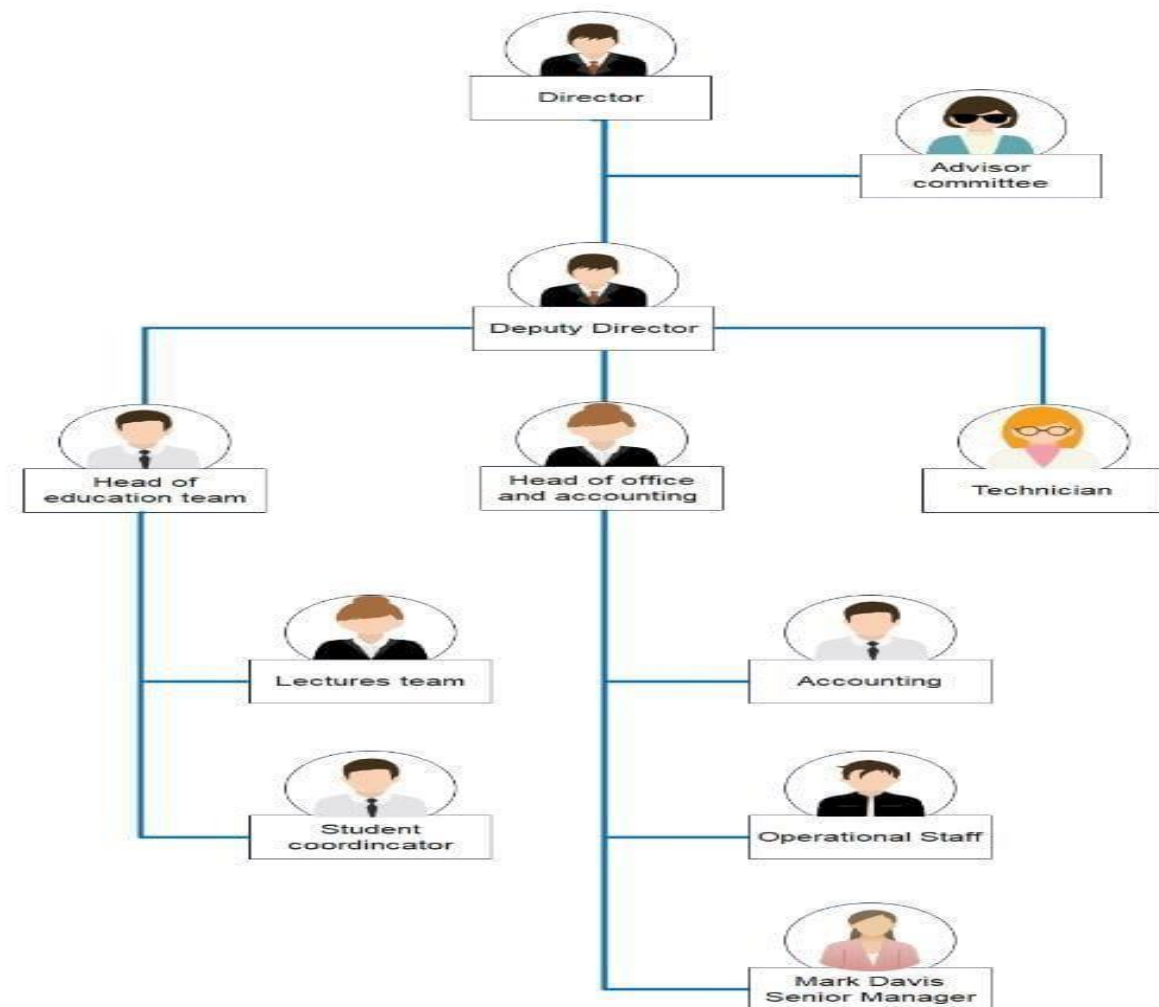 Director
Advisor
committee
Deputy Director
Head of
education team
Head of office
and accounting
Technician
Lectures team
Accounting
Student
coordincator
Operational Staff
Mark Davis
Senior Manager